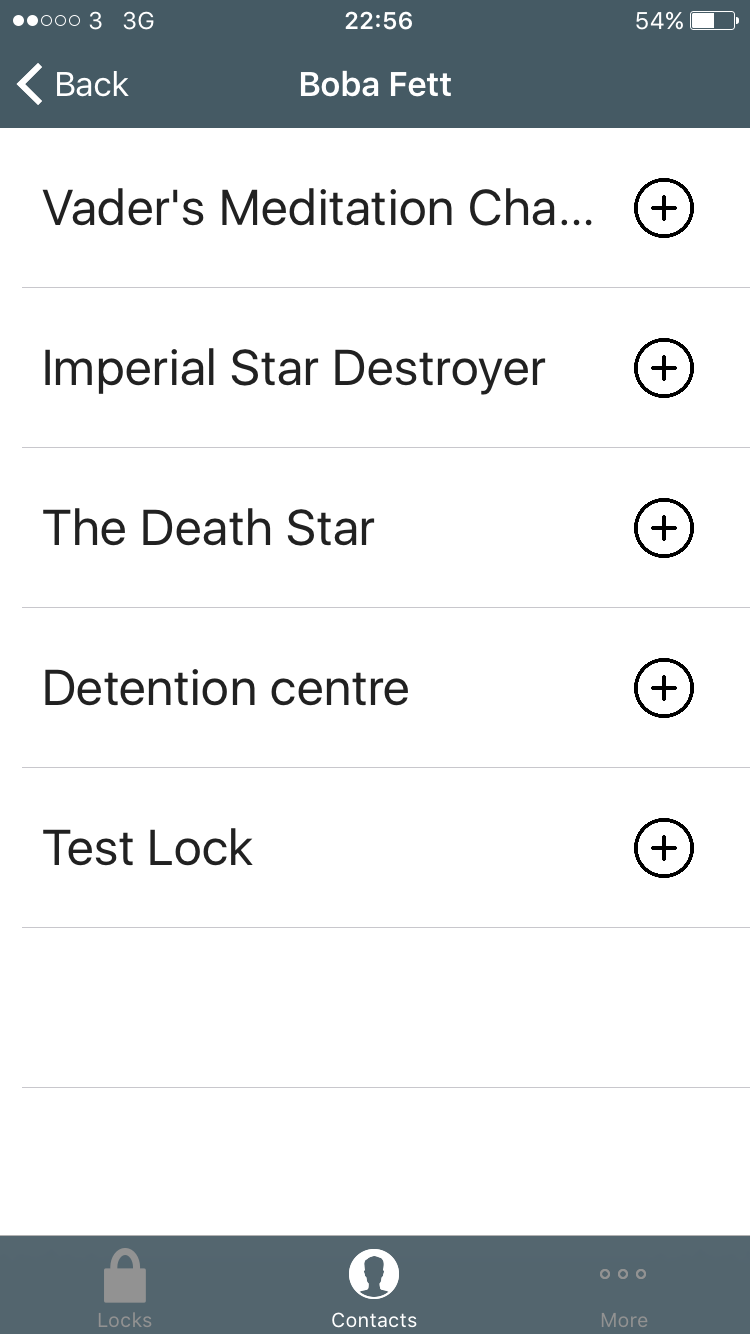 3 3G 22:56 54%
Back Boba Fett
Vader's Meditation Cha...
Imperial Star Destroyer
The Death Star
Detention centre
Test Lock
Locks Contacts More